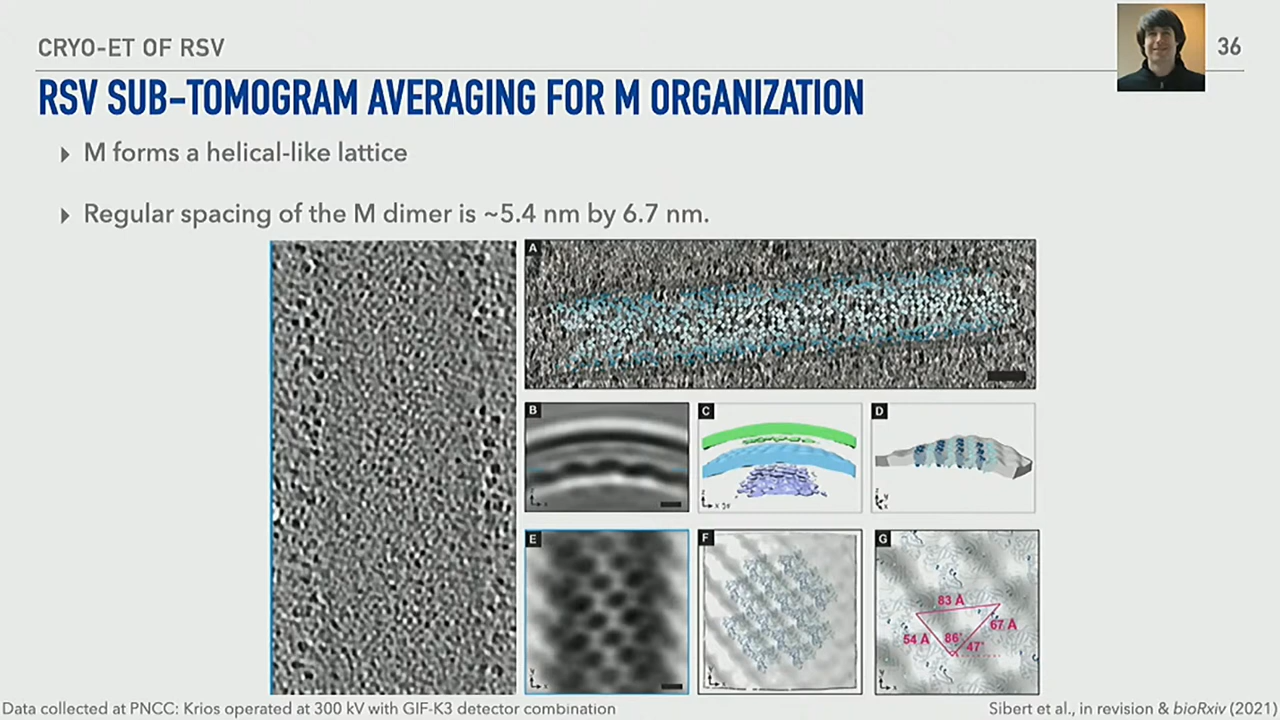 CRYO-ET OF RSV
36
RSV SUB-TOMOGRAM AVERAGING FOR M ORGANIZATION
M forms a helical-like lattice
Regular spacing of the M dimer is ~5.4 nm by 6.7 nm.
A
B
C
D
E
F
G
83 Å
54 Å
86°
67 Å
47°
Data collected at PNCC: Krios operated at 300 kV with GIF-K3 detector combination
Sibert et al., in revision & bioRxiv (2021)